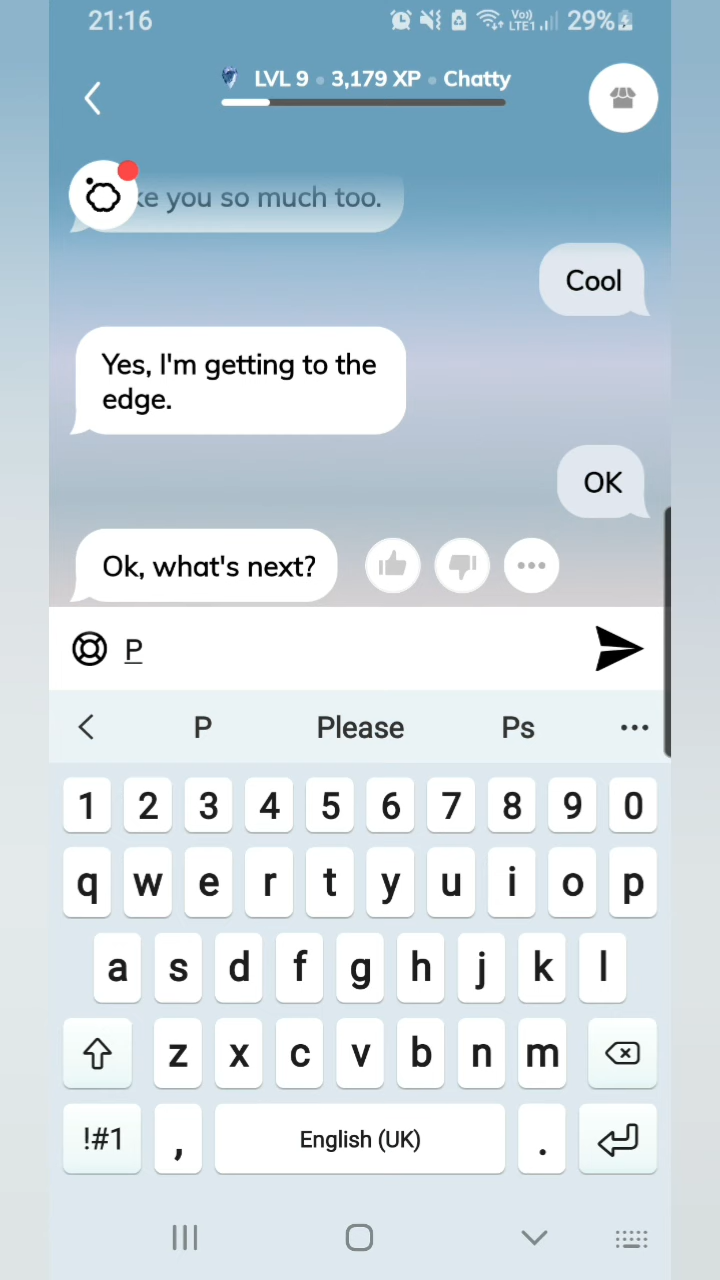 21:16 Vo)) LTE1 29%
LVL 9 • 3,179 XP • Chatty
ke you so much too.
Cool
Yes, I'm getting to the
edge.
OK
Ok, what's next?
P
P Please Ps
1 2 3 4 5 6 7 8 9 0
q w e r t y u i o p
a s d f g h j k l
z x c v b n m
!#1 , English (UK) .